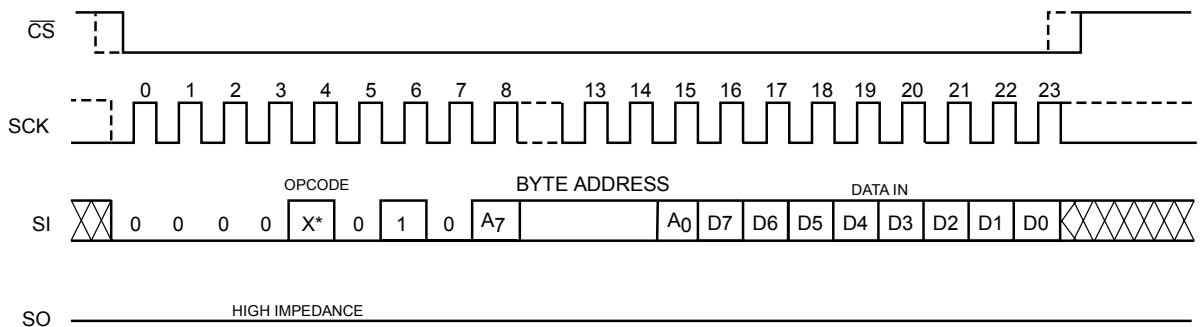 CS
0 1 2 3 4 5 6 7 8 13 14 15 16 17 18 19 20 21 22 23
SCK
OPCODE BYTE ADDRESS DATA IN
SI 0 0 0 0 X* 0 1 0 A7 A0 D7 D6 D5 D4 D3 D2 D1 D0
HIGH IMPEDANCE
SO